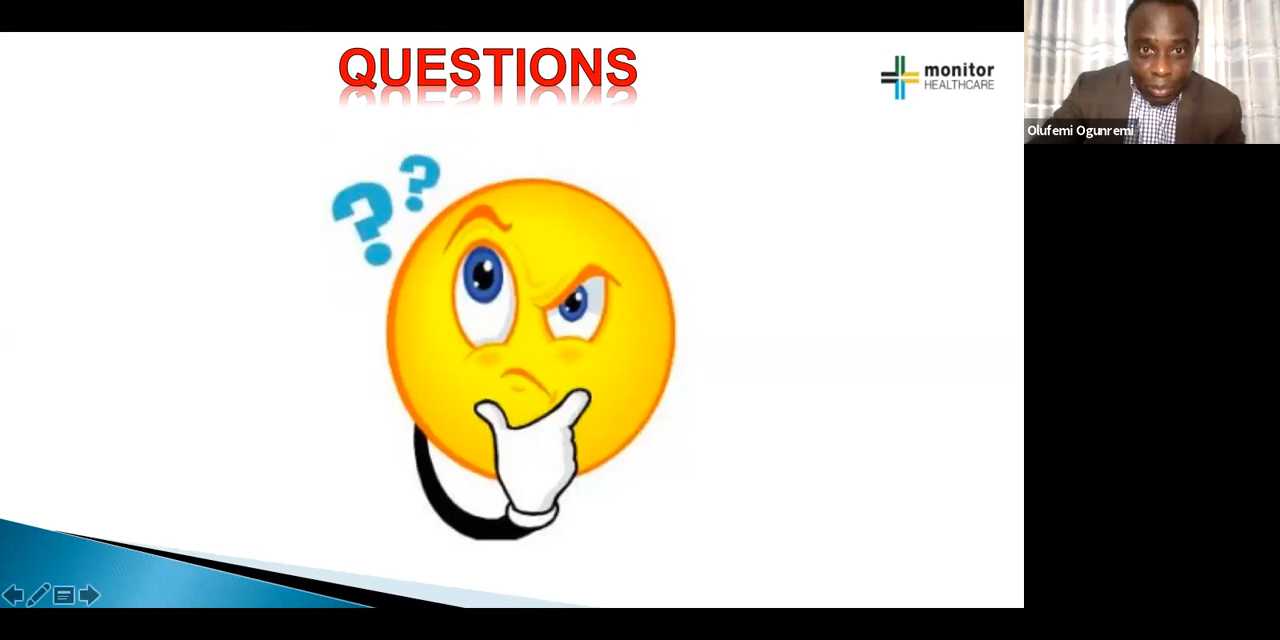 QUESTIONS
monitor
HEALTHCARE
Olufemi Ogunremi
? ?